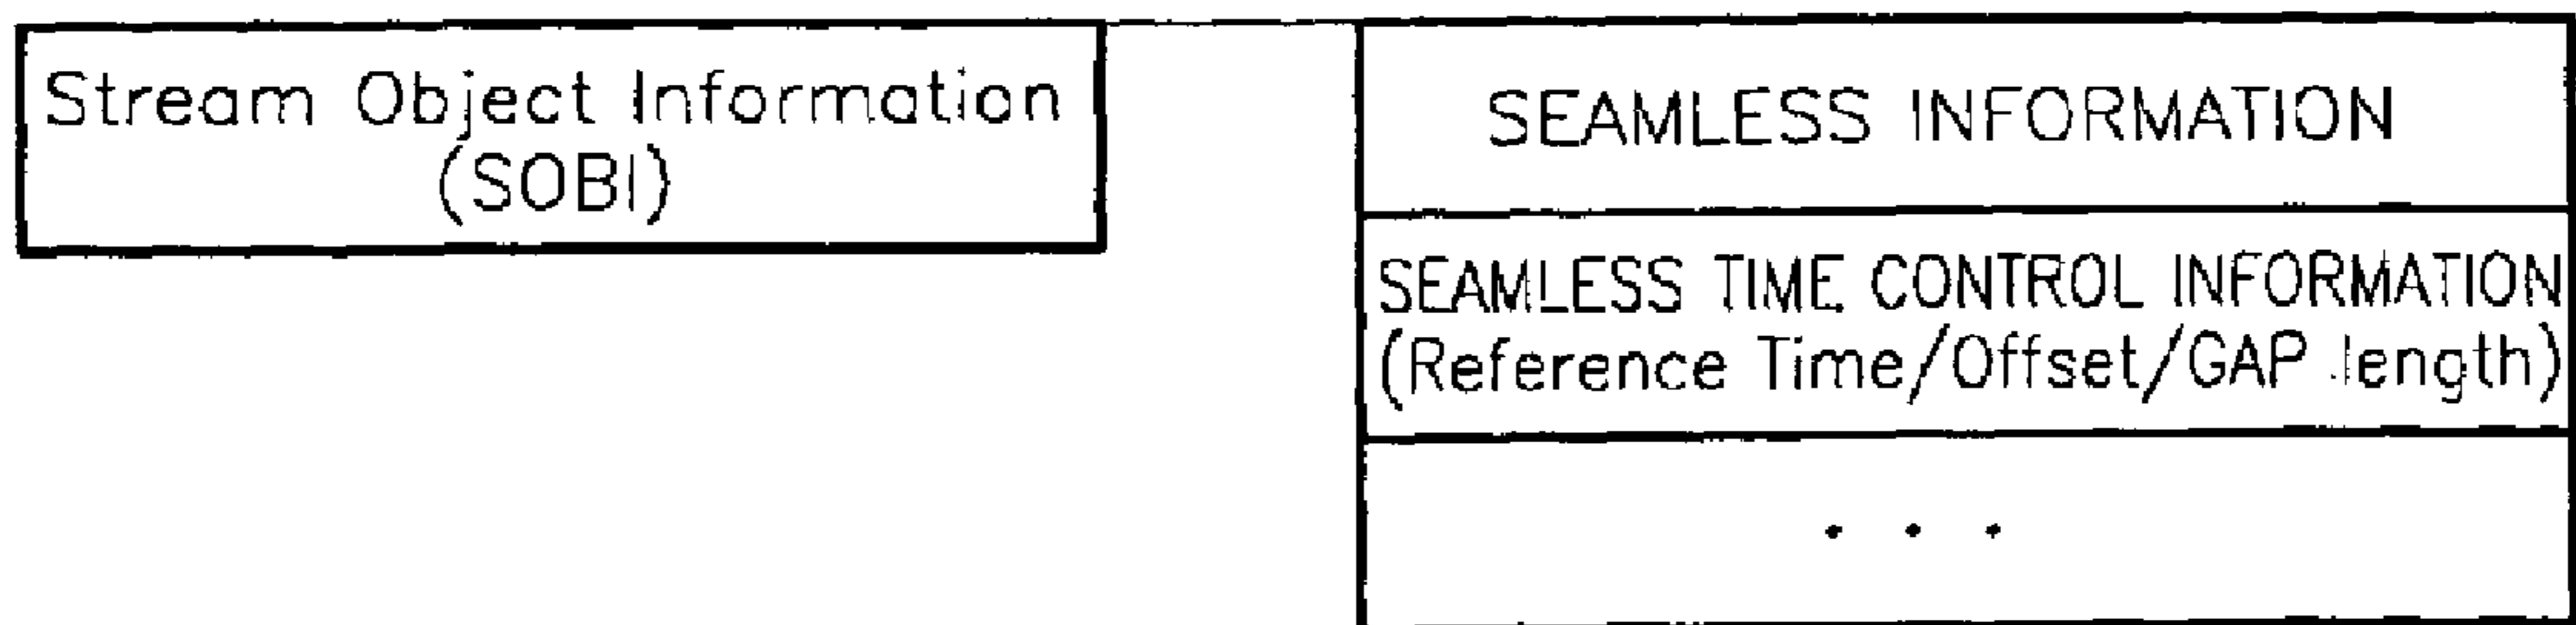 Stream Object Information
(SOBI)
SEAMLESS INFORMATION
SEAMLESS TIME CONTROL INFORMATION
(Reference Time/Offset/GAP length)
. . .